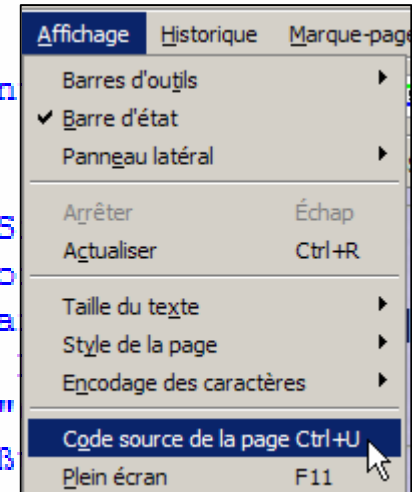 Affichage Historique Marque-page
Barres d'outils
Barre d'état
Panneau latéral
Arrêter Échap
Actualiser Ctrl+R
Taille du texte
Style de la page
Encodage des caractères
Code source de la page Ctrl+U
Plein écran F11